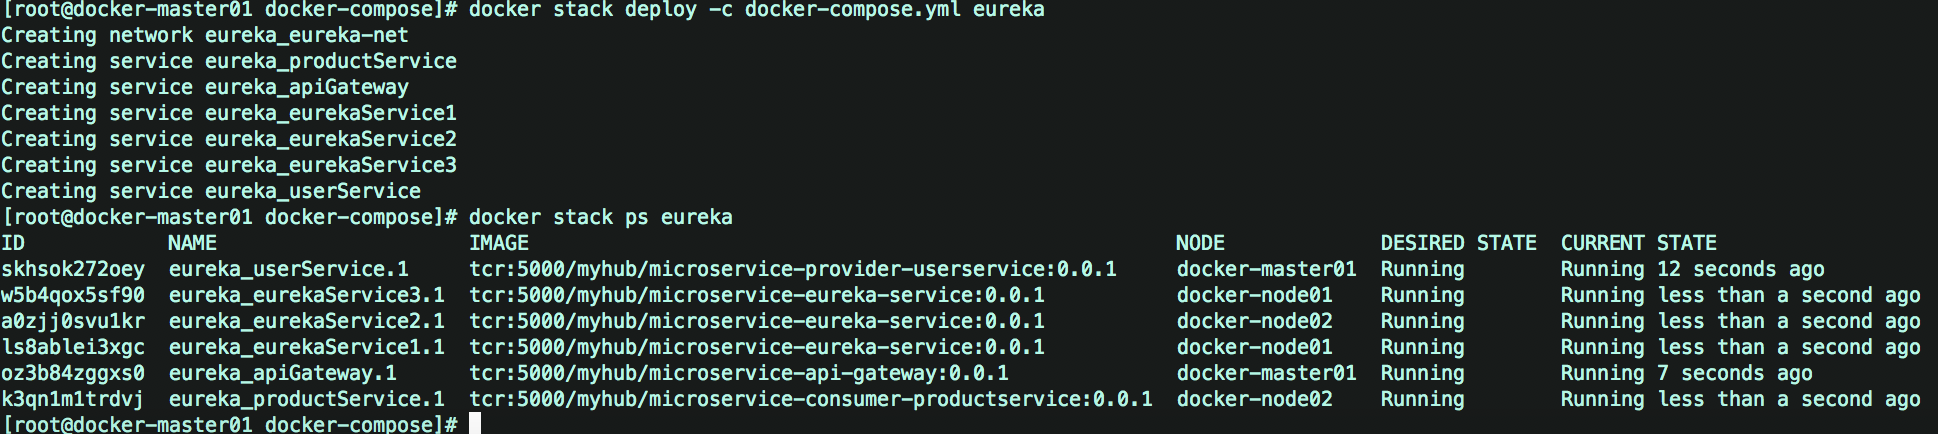 [root@docker-master01 docker-compose]# docker stack deploy -c docker-compose.yml eureka
Creating network eureka_eureka-net
Creating service eureka_productService
Creating service eureka_apiGateway
Creating service eureka_eurekaService1
Creating service eureka_eurekaService2
Creating service eureka_eurekaService3
Creating service eureka_userService
[root@docker-master01 docker-compose]# docker stack ps eureka
ID            NAME                     IMAGE                                                      NODE             DESIRED STATE  CURRENT STATE
skhsok272oey  eureka_userService.1     tcr:5000/myhub/microservice-provider-userservice:0.0.1     docker-master01  Running        Running 12 seconds ago
w5b4qox5sf90  eureka_eurekaService3.1  tcr:5000/myhub/microservice-eureka-service:0.0.1           docker-node01    Running        Running less than a second ago
a0zjj0svu1kr  eureka_eurekaService2.1  tcr:5000/myhub/microservice-eureka-service:0.0.1           docker-node02    Running        Running less than a second ago
ls8ablei3xgc  eureka_eurekaService1.1  tcr:5000/myhub/microservice-eureka-service:0.0.1           docker-node01    Running        Running less than a second ago
oz3b84zggxs0  eureka_apiGateway.1      tcr:5000/myhub/microservice-api-gateway:0.0.1              docker-master01  Running        Running 7 seconds ago
k3qn1m1trdvj  eureka_productService.1  tcr:5000/myhub/microservice-consumer-productservice:0.0.1  docker-node02    Running        Running less than a second ago
[root@docker-master01 docker-compose]#